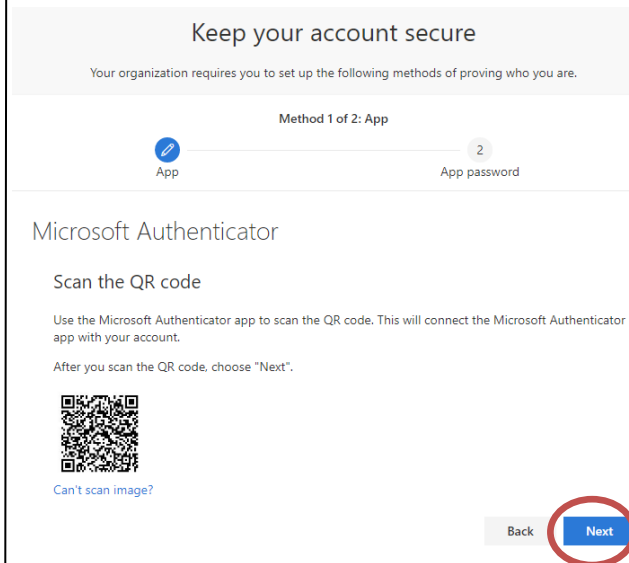 Keep your account secure
Your organization requires you to set up the following methods of proving who you are.
Method 1 of 2: App
2
App
App password
Microsoft Authenticator
Scan the QR code
Use the Microsoft Authenticator app to scan the QR code. This will connect the Microsoft Authenticator
app with your account.
After you scan the QR code, choose "Next".
Can't scan image?
Back
Next